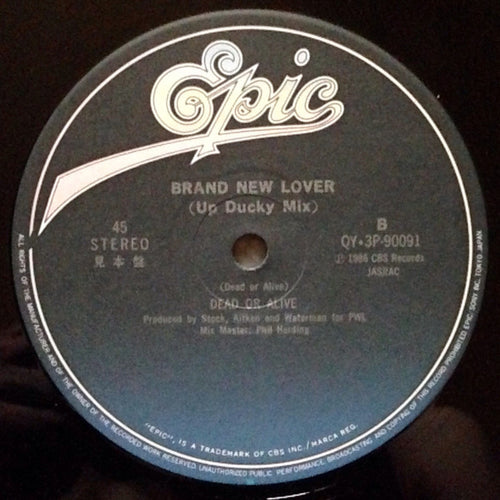 Epic
BRAND NEW LOVER
(Up Ducky Mix)
45
STEREO
見本盤
B
QY•3P-90091
Ⓟ 1986 CBS Records
JASRAC
(Dead or Alive)
DEAD OR ALIVE
Produced by Stock, Aitken and Waterman for PWL
Mix Master: Phil Harding
"EPIC", IS A TRADEMARK OF CBS INC./MARCA REG.
ALL RIGHTS OF THE MANUFACTURER AND OF THE OWNER OF THE RECORDED WORK RESERVED. UNAUTHORIZED PUBLIC PERFORMANCE, BROADCASTING AND COPYING OF THIS RECORD PROHIBITED. EPIC/SONY INC. TOKYO JAPAN.